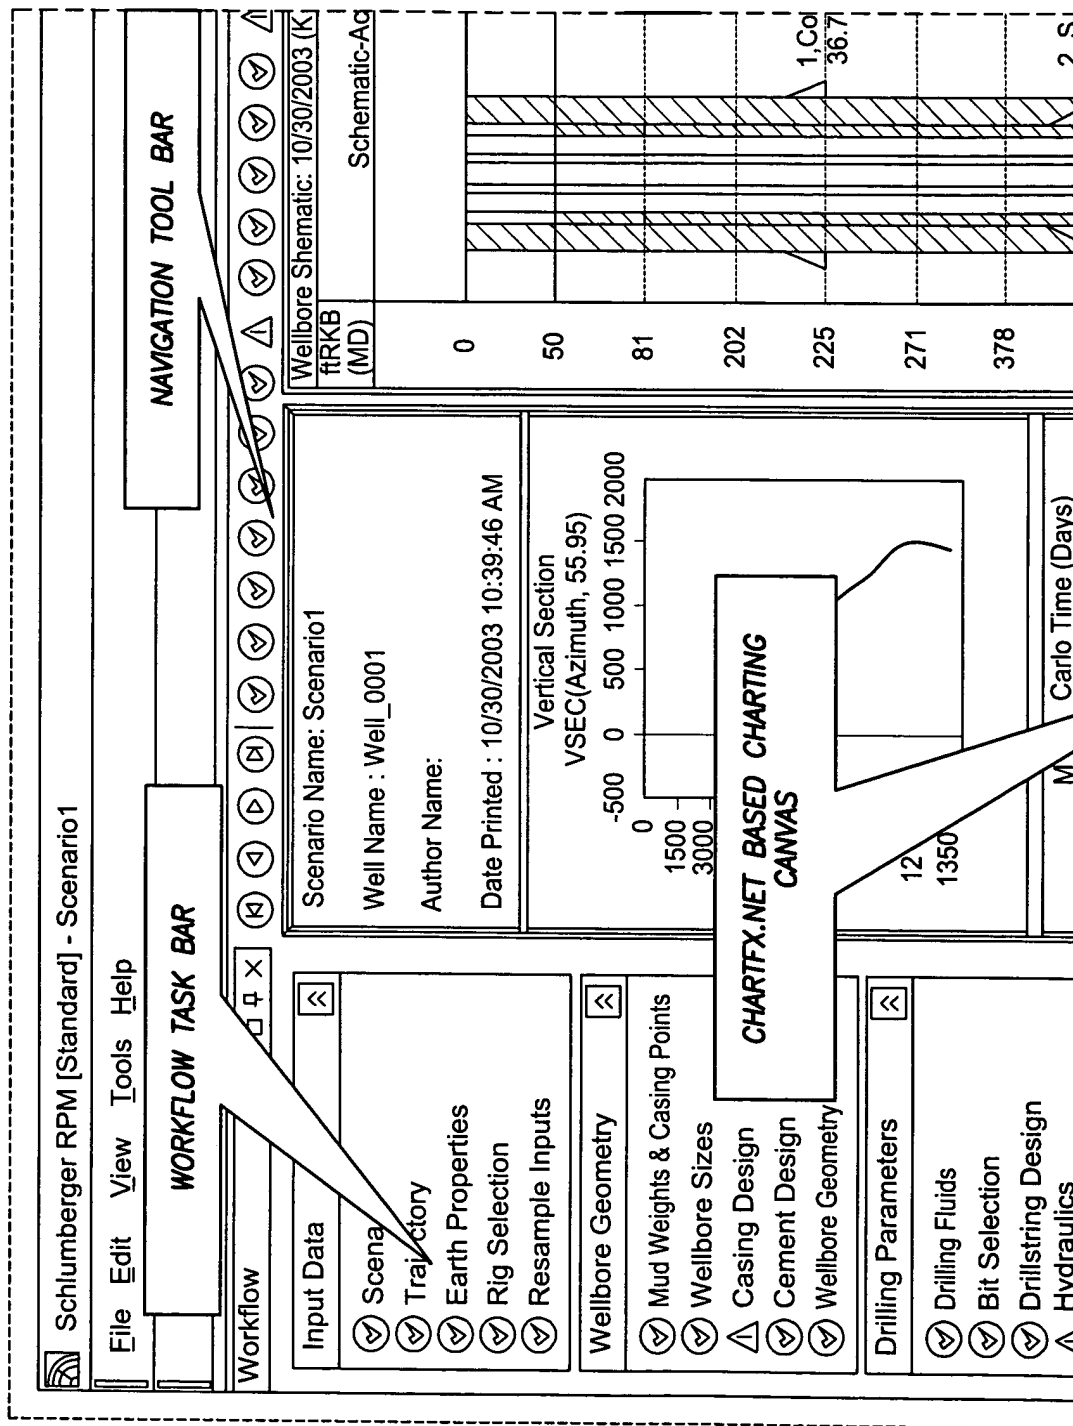 Schlumberger RPM [Standard] - Scenario1
File Edit View Tools Help
WORKFLOW TASK BAR
NAVIGATION TOOL BAR
Workflow
Input Data
Trajectory
Earth Properties
Rig Selection
Resample Inputs
Wellbore Geometry
Mud Weights & Casing Points
Wellbore Sizes
Casing Design
Cement Design
Wellbore Geometry
Drilling Parameters
Drilling Fluids
Bit Selection
Drillstring Design
Hydraulics
Scenario Name: Scenario1
Well Name : Well_0001
Author Name:
Date Printed : 10/30/2003 10:39:46 AM
Vertical Section
VSEC(Azimuth, 55.95)
-500 0 500 1000 1500 2000
0
1500
3000
12
1350
CHARTFX.NET BASED CHARTING
CANVAS
Carlo Time (Days)
Wellbore Shematic: 10/30/2003 (K
ftRKB
(MD)
Schematic-Ac
0
50
81
202
225
271
378
1,Co
36.7